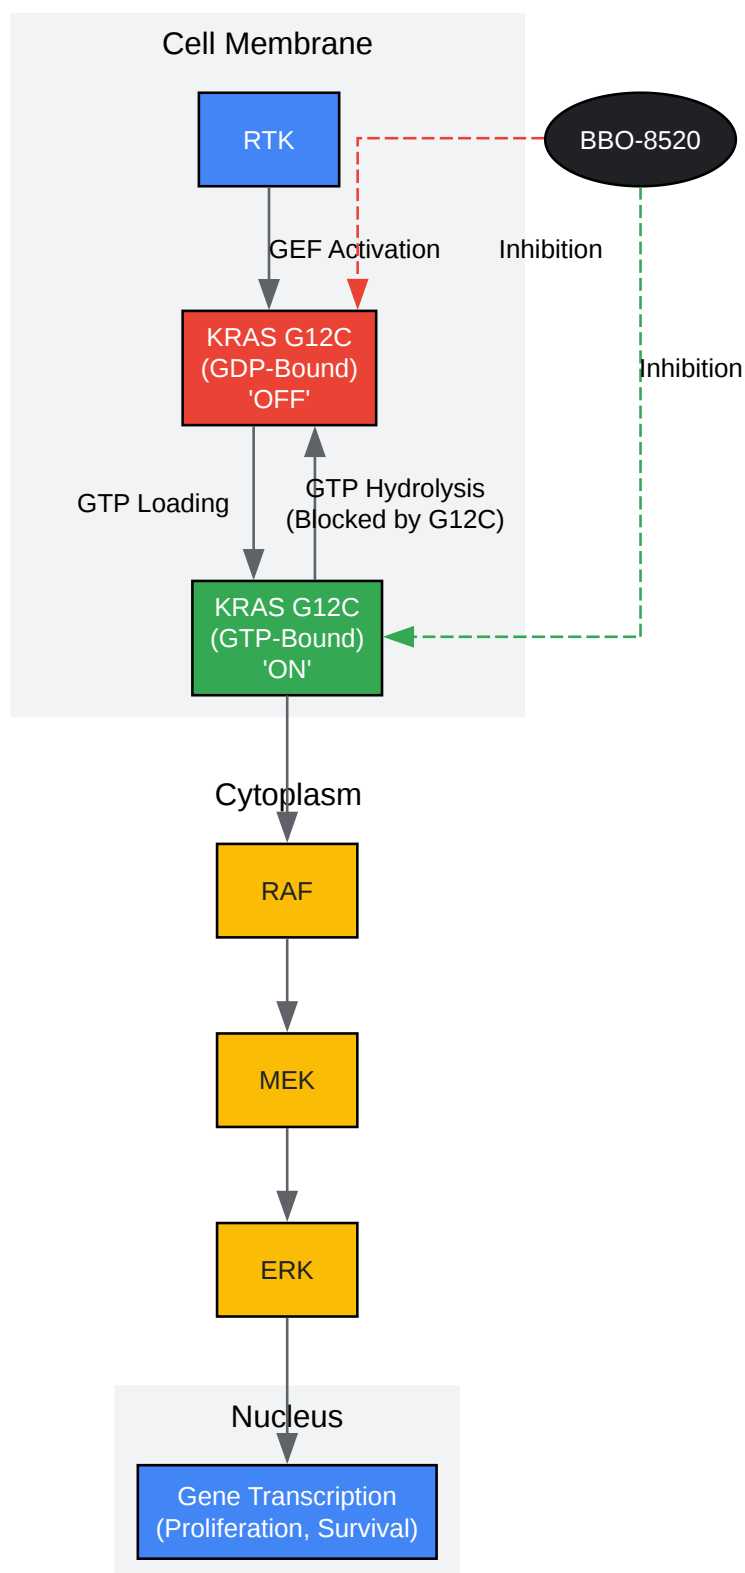 Cell Membrane
RTK
BBO-8520
GEF Activation
Inhibition
KRAS G12C
(GDP-Bound)
'OFF'
Inhibition
GTP Loading
GTP Hydrolysis
(Blocked by G12C)
KRAS G12C
(GTP-Bound)
'ON'
Cytoplasm
RAF
MEK
ERK
Nucleus
Gene Transcription
(Proliferation, Survival)